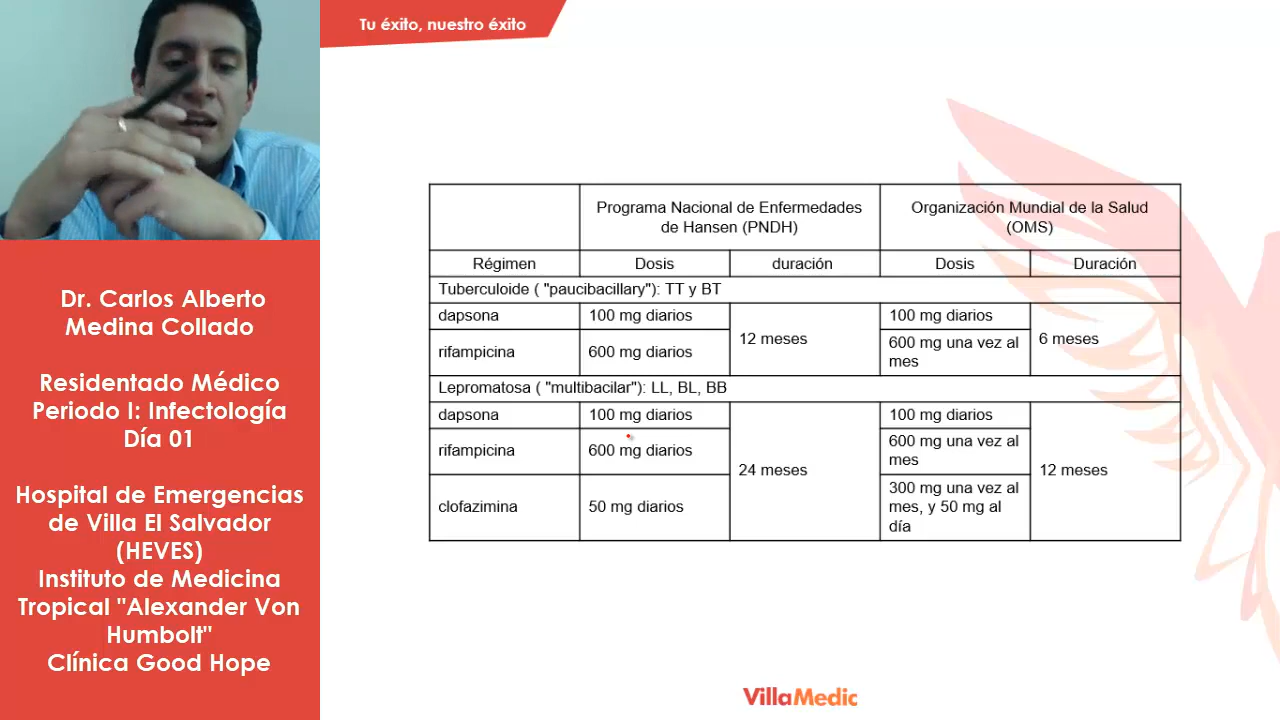 Tu éxito, nuestro éxito
Dr. Carlos Alberto
Medina Collado
Residentado Médico
Periodo I: Infectología
Día 01
Hospital de Emergencias
de Villa El Salvador
(HEVES)
Instituto de Medicina
Tropical "Alexander Von
Humbolt"
Clínica Good Hope
Programa Nacional de Enfermedades
de Hansen (PNDH)
Organización Mundial de la Salud
(OMS)
Régimen
Dosis
duración
Dosis
Duración
Tuberculoide ( "paucibacillary"): TT y BT
dapsona
100 mg diarios
12 meses
100 mg diarios
6 meses
rifampicina
600 mg diarios
600 mg una vez al
mes
Lepromatosa ( "multibacilar"): LL, BL, BB
dapsona
100 mg diarios
24 meses
100 mg diarios
12 meses
rifampicina
600 mg diarios
600 mg una vez al
mes
clofazimina
50 mg diarios
300 mg una vez al
mes, y 50 mg al
día
VillaMedic